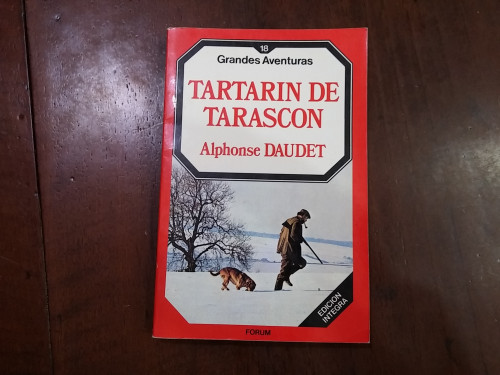 18
Grandes Aventuras
TARTARIN DE
TARASCON
Alphonse DAUDET
EDICION
INTEGRA
FORUM